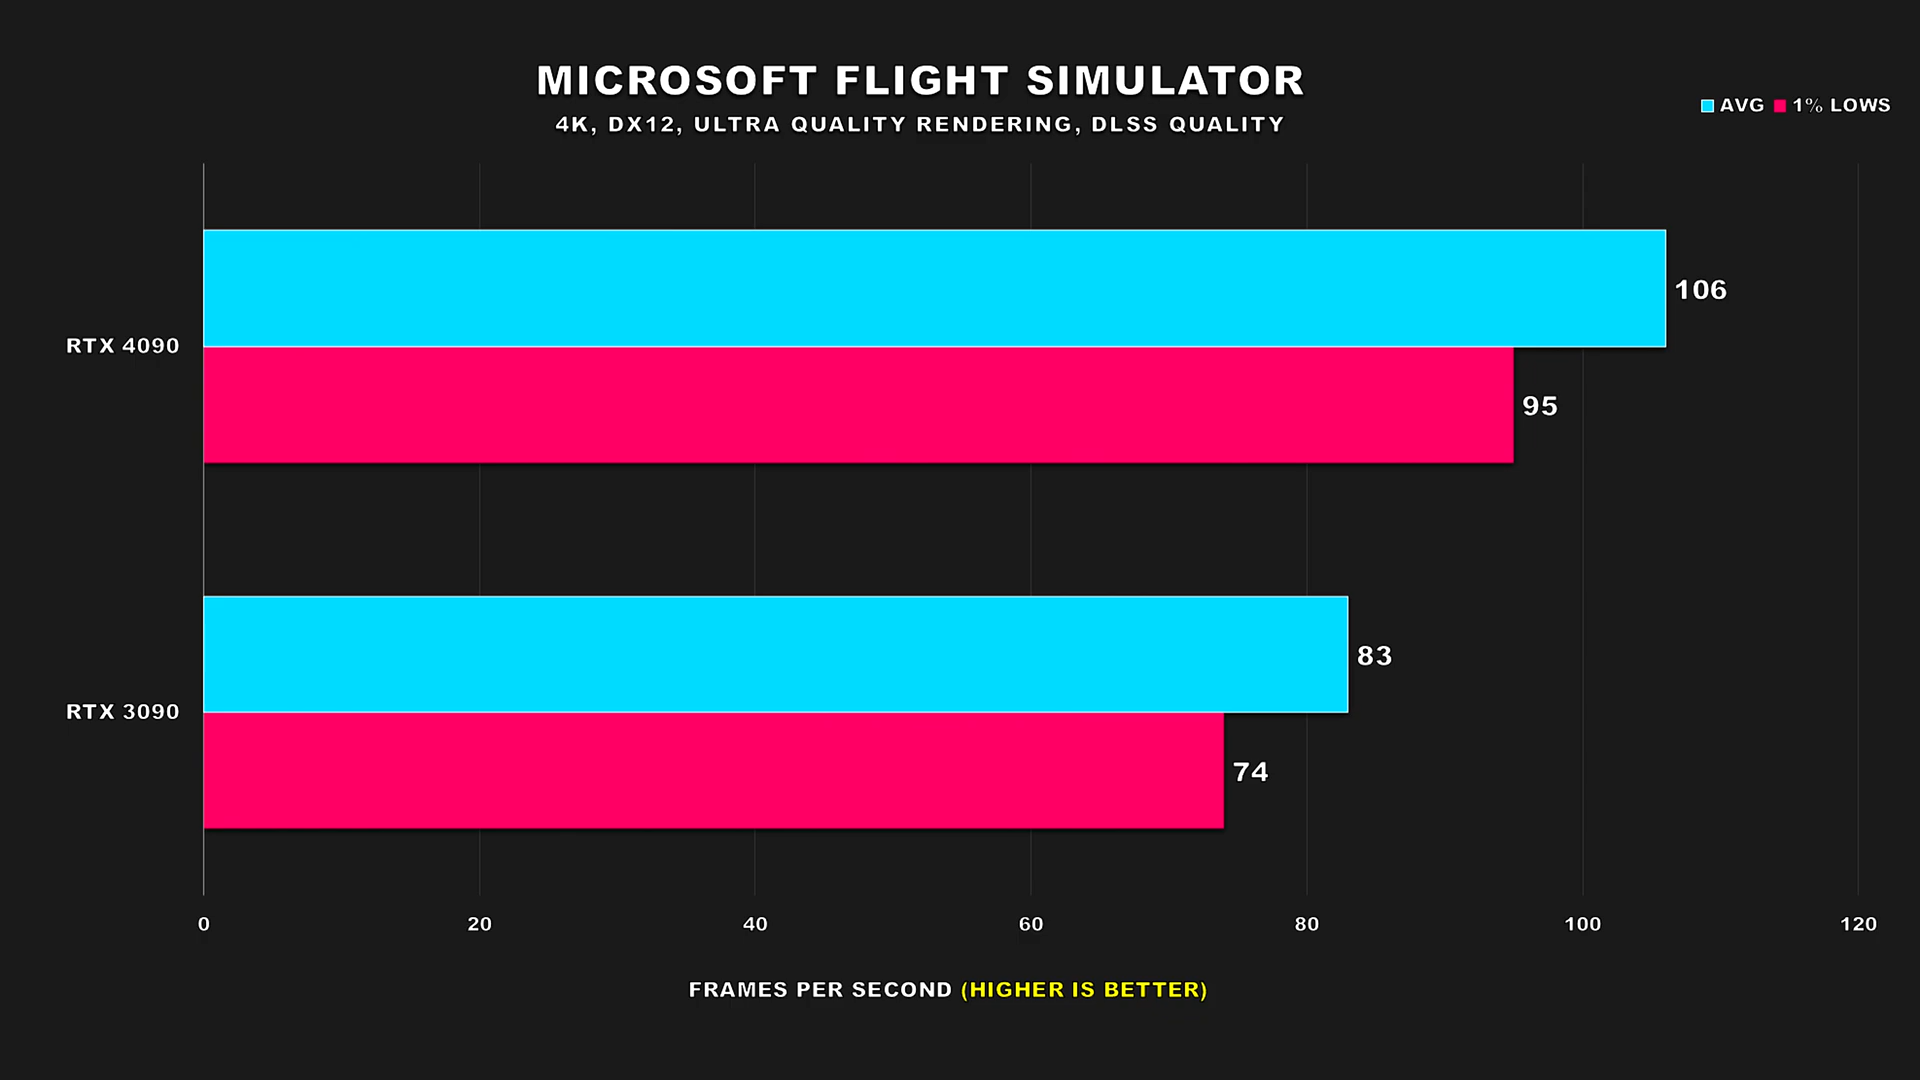 MICROSOFT FLIGHT SIMULATOR
4K, DX12, ULTRA QUALITY RENDERING, DLSS QUALITY
AVG 1% LOWS
106
RTX 4090
95
83
RTX 3090
74
0 20 40 60 80 100 120
FRAMES PER SECOND (HIGHER IS BETTER)